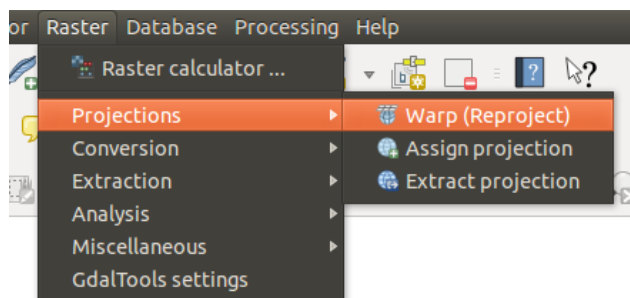 or Raster Database Processing Help
Raster calculator ...
Projections
Warp (Reproject)
Conversion
Assign projection
Extraction
Extract projection
Analysis
Miscellaneous
GdalTools settings